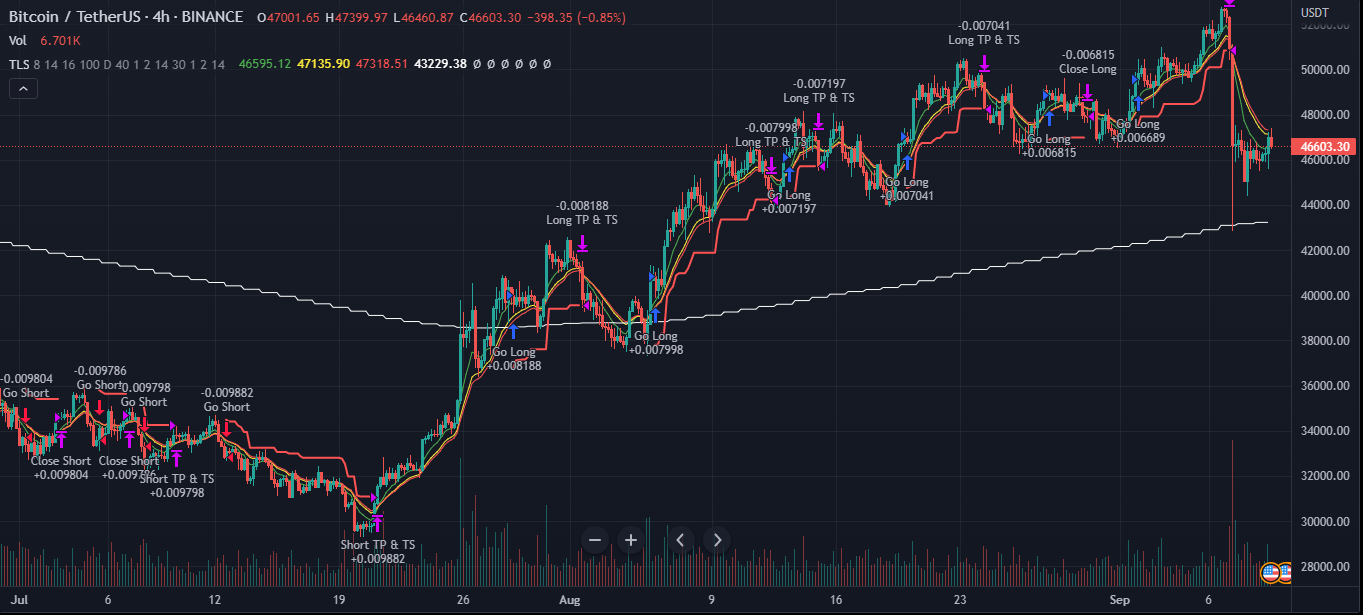 Bitcoin / TetherUS · 4h · BINANCE O47001.65 H47399.97 L46460.87 C46603.30 −398.35 (−0.85%)
USDT
Vol 6.701K
TLS 8 14 16 100 D 40 1 2 14 30 1 2 14 46595.12 47135.90 47318.51 43229.38 Ø Ø Ø Ø Ø Ø
52000.00
50000.00
48000.00
46603.30
46000.00
44000.00
42000.00
40000.00
38000.00
36000.00
34000.00
32000.00
30000.00
28000.00
-0.009804
Go Short
-0.009786
Go Short
-0.009798
Go Short
-0.009882
Go Short
Close Short
+0.009804
Close Short
Short TP & TS
+0.009798
Short TP & TS
+0.009882
-0.008188
Long TP & TS
Go Long
+0.008188
Go Long
+0.007998
-0.007998
Long TP & TS
-0.007197
Long TP & TS
Go Long
+0.007197
Go Long
+0.007041
-0.007041
Long TP & TS
-0.006815
Close Long
Go Long
+0.006815
Go Long
+0.006689
Jul 6 12 19 26 Aug 9 16 23 Sep 6